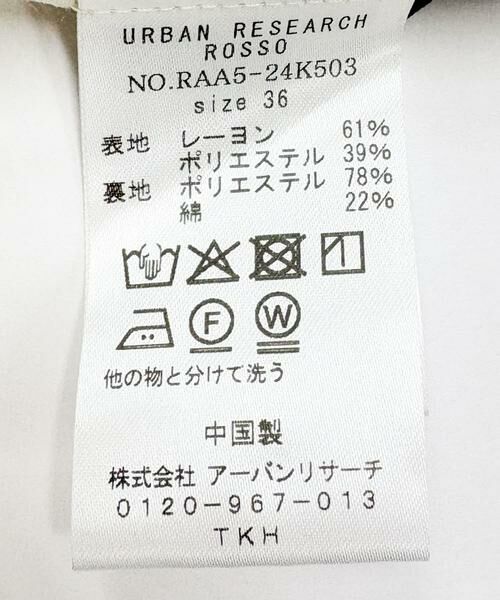 URBAN RESEARCH
ROSSO
NO.RAA5-24K503
size 36
表地 レーヨン 61%
ポリエステル 39%
裏地 ポリエステル 78%
綿 22%
F W
他の物と分けて洗う
中国製
株式会社 アーバンリサーチ
0120-967-013
TKH